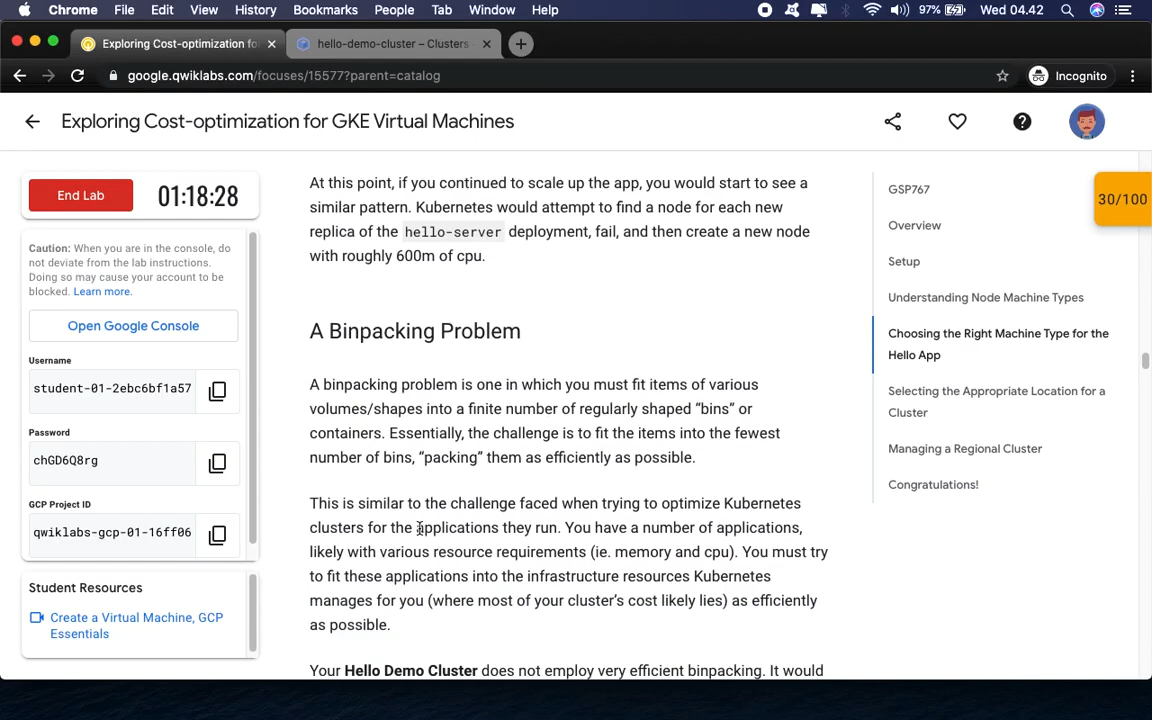 Chrome File Edit View History Bookmarks People Tab Window Help 97% Wed 04.42
Exploring Cost-optimization fo
hello-demo-cluster – Clusters
google.qwiklabs.com/focuses/15577?parent=catalog
Incognito
Exploring Cost-optimization for GKE Virtual Machines
End Lab
01:18:28
Caution: When you are in the console, do
not deviate from the lab instructions.
Doing so may cause your account to be
blocked. Learn more.
Open Google Console
Username
student-01-2ebc6bf1a57
Password
chGD6Q8rg
GCP Project ID
qwiklabs-gcp-01-16ff06
Student Resources
Create a Virtual Machine, GCP
Essentials
At this point, if you continued to scale up the app, you would start to see a
similar pattern. Kubernetes would attempt to find a node for each new
replica of the hello-server deployment, fail, and then create a new node
with roughly 600m of cpu.
A Binpacking Problem
A binpacking problem is one in which you must fit items of various
volumes/shapes into a finite number of regularly shaped “bins” or
containers. Essentially, the challenge is to fit the items into the fewest
number of bins, “packing” them as efficiently as possible.
This is similar to the challenge faced when trying to optimize Kubernetes
clusters for the applications they run. You have a number of applications,
likely with various resource requirements (ie. memory and cpu). You must try
to fit these applications into the infrastructure resources Kubernetes
manages for you (where most of your cluster’s cost likely lies) as efficiently
as possible.
Your Hello Demo Cluster does not employ very efficient binpacking. It would
GSP767
Overview
Setup
Understanding Node Machine Types
Choosing the Right Machine Type for the
Hello App
Selecting the Appropriate Location for a
Cluster
Managing a Regional Cluster
Congratulations!
30/100